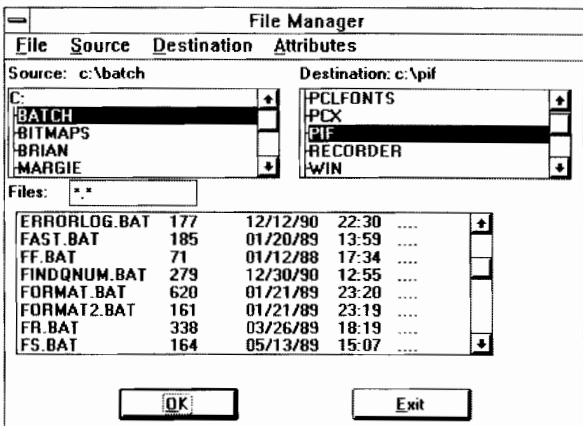 File Manager
File Source Destination Attributes
Source: c:\batch
Destination: c:\pif
C:
BATCH
BITMAPS
BRIAN
MARGIE
PCLFONTS
PCX
PIF
RECORDER
WIN
Files: *.*
ERRORLOG.BAT 177 12/12/90 22:30 ....
FAST.BAT 185 01/20/89 13:59 ....
FF.BAT 71 01/12/88 17:34 ....
FINDQNUM.BAT 279 12/30/90 12:55 ....
FORMAT.BAT 620 01/21/89 23:20 ....
FORMAT2.BAT 161 01/21/89 23:19 ....
FR.BAT 338 03/26/89 18:19 ....
FS.BAT 164 05/13/89 15:07 ....
OK
Exit